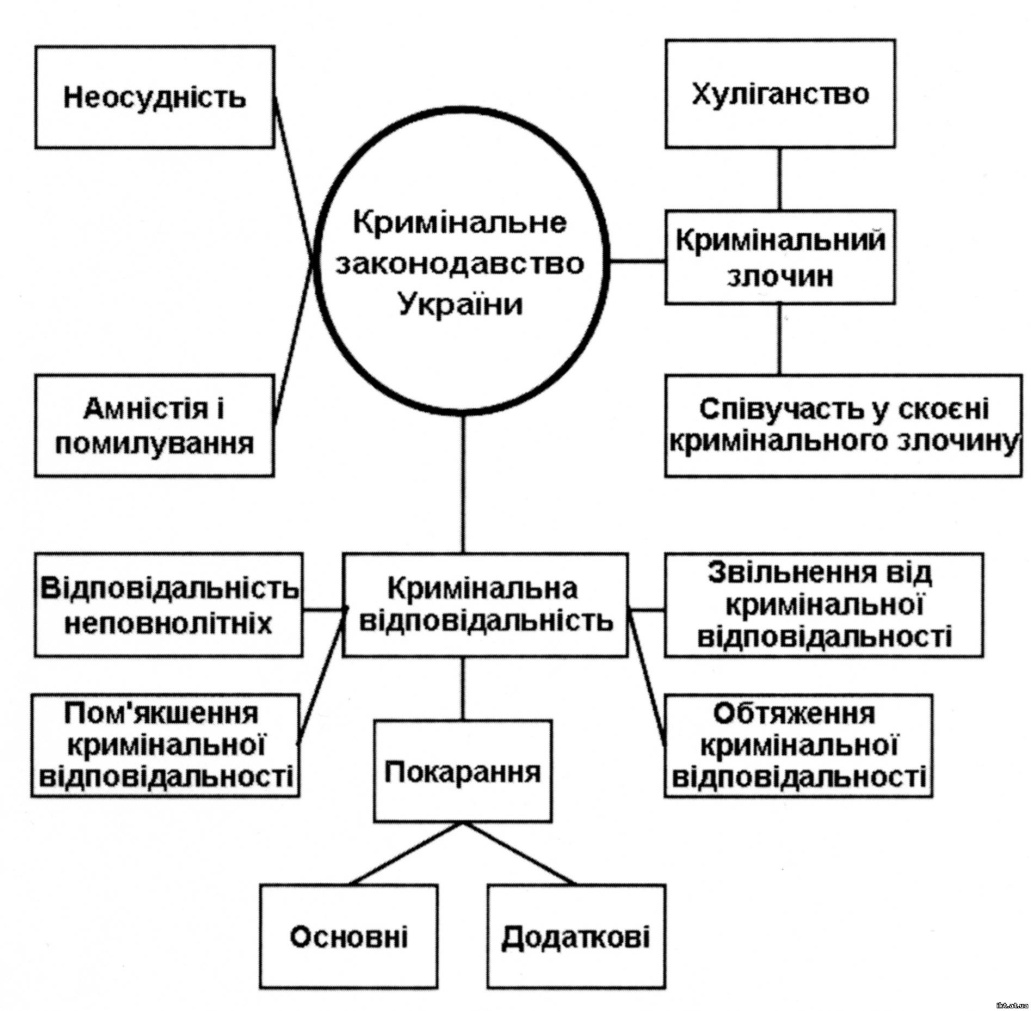 Неосудність
Хуліганство
Кримінальне
законодавство
України
Кримінальний
злочин
Амністія і
помилування
Співучасть у скоєні
кримінального злочину
Відповідальність
неповнолітніх
Кримінальна
відповідальність
Звільнення від
кримінальної
відповідальності
Пом'якшення
кримінальної
відповідальності
Покарання
Обтяження
кримінальної
відповідальності
Основні
Додаткові